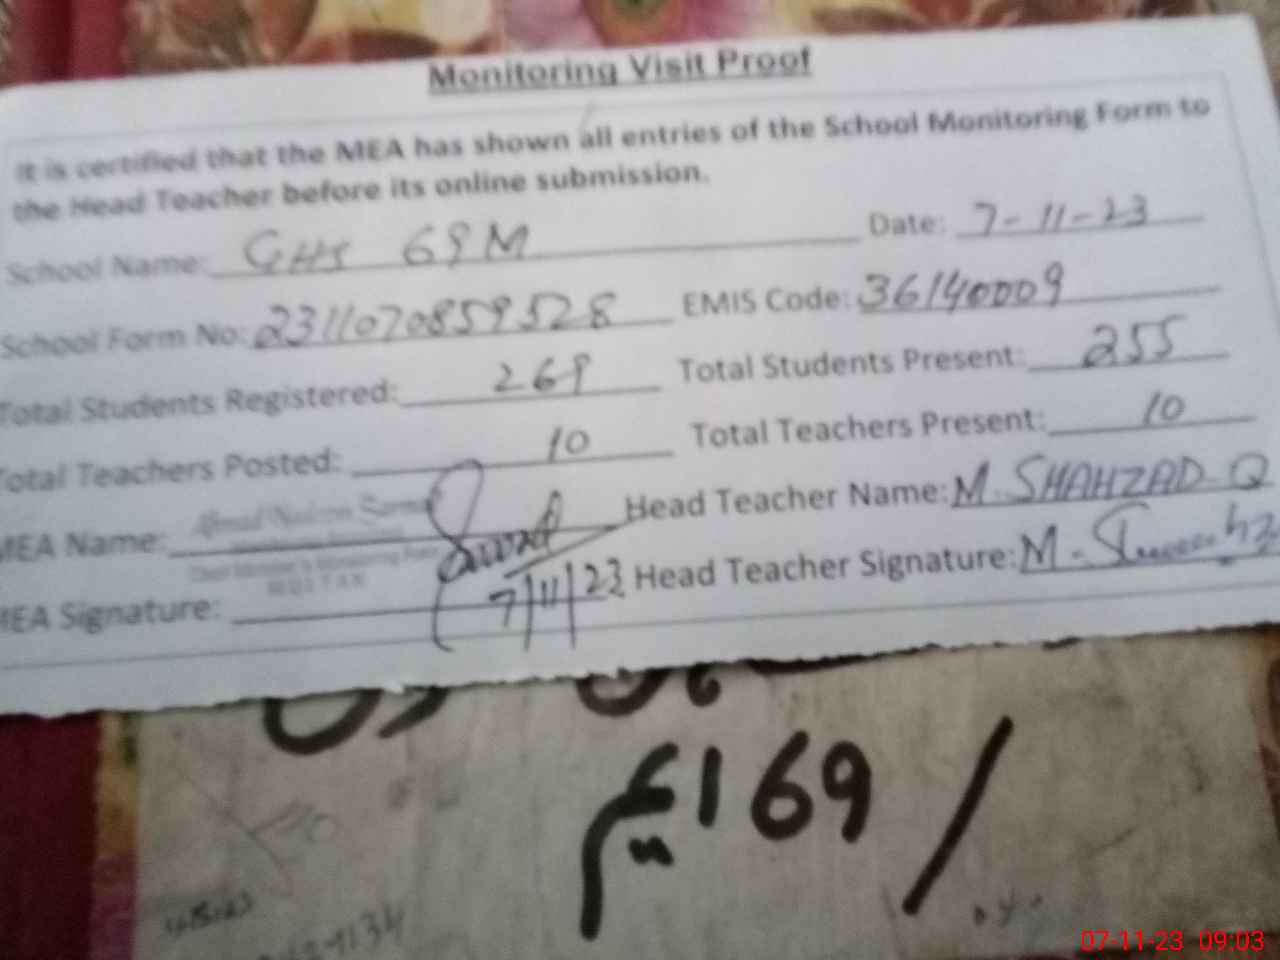 Monitoring Visit Proof
It is certified that the MEA has shown all entries of the School Monitoring Form to
the Head Teacher before its online submission.
School Name: GHS 69M Date: 7-11-23
School Form No: 2311070859528 EMIS Code: 36140009
Total Students Registered: 269 Total Students Present: 255
Total Teachers Posted: 10 Total Teachers Present: 10
MEA Name: Head Teacher Name: M. SHAHZAD Q
MULTAN
MEA Signature: 7/11/23 Head Teacher Signature: M.
69/
07-11-23 09:03